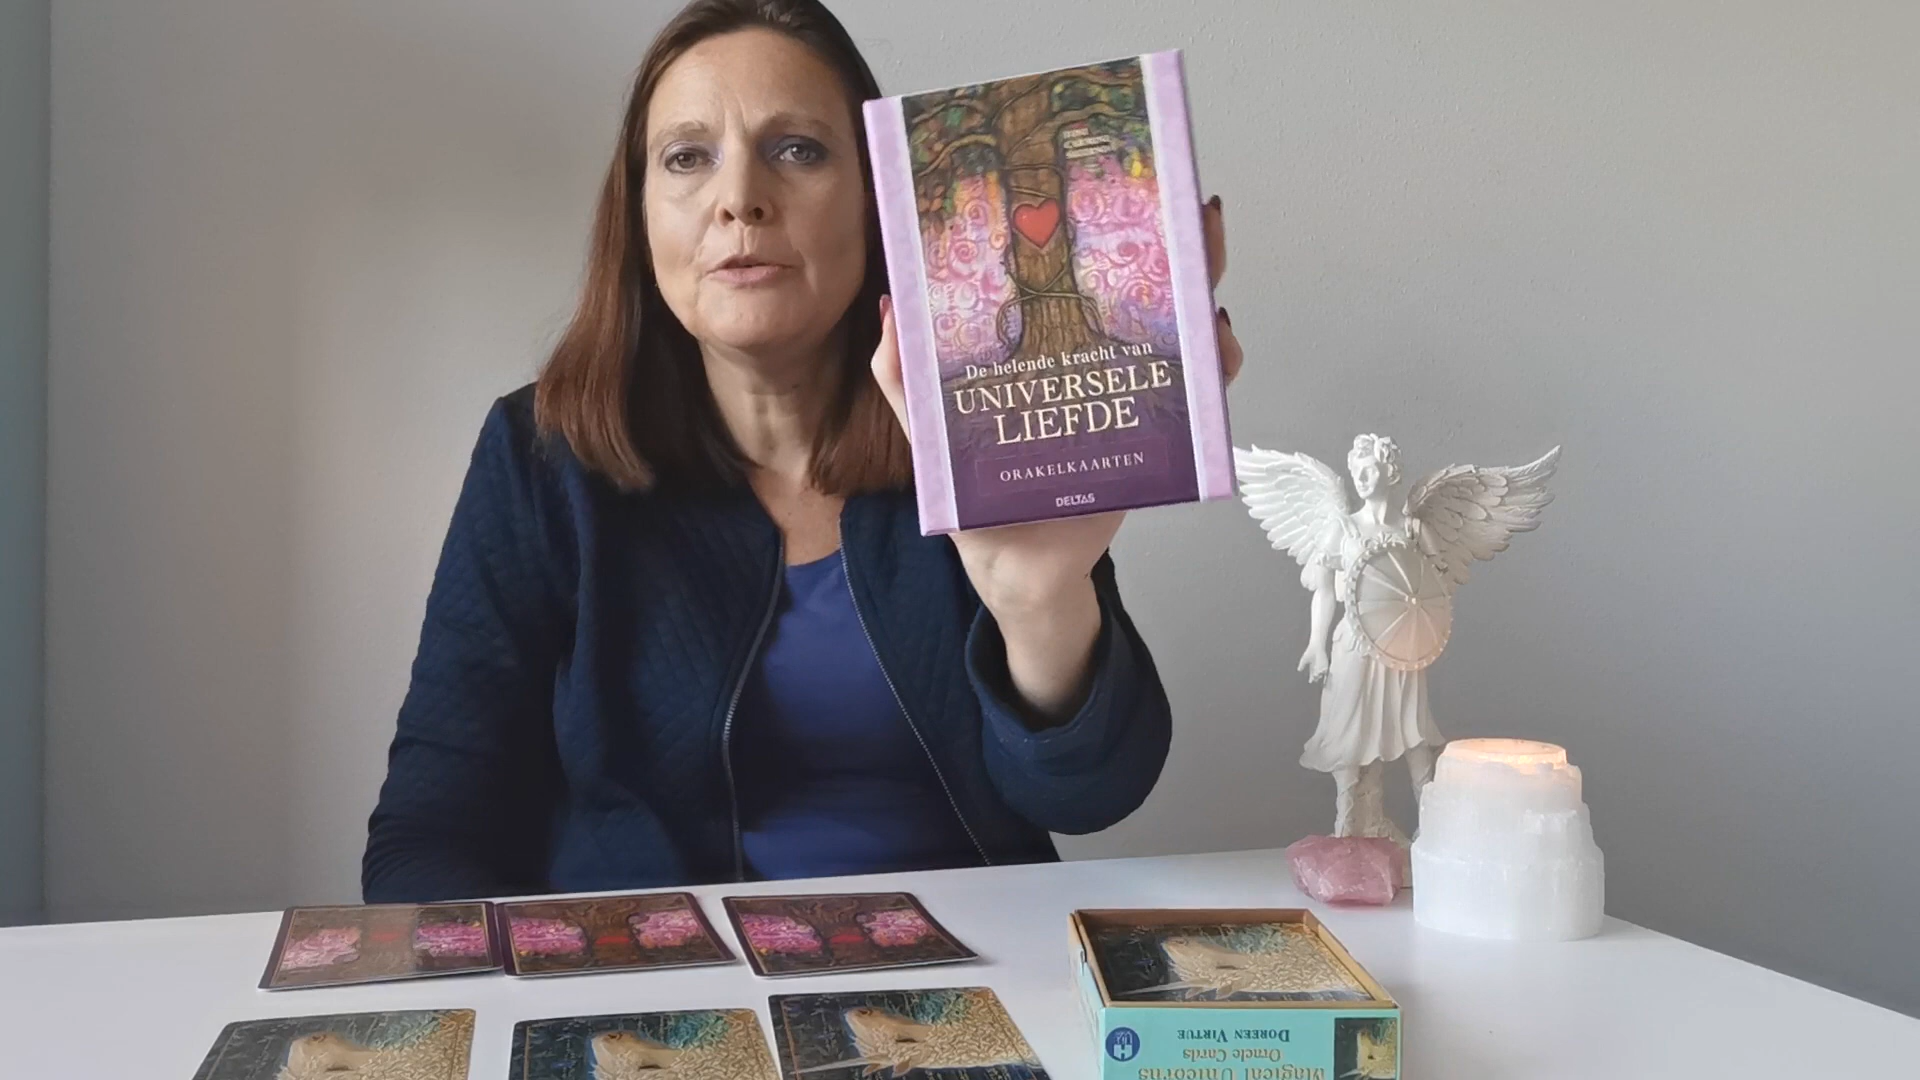 De helende kracht van
UNIVERSELE
LIEFDE
ORAKELKAARTEN
DELTAS
DOREEN VIRTUE
Oracle Cards
Magical Unicorns